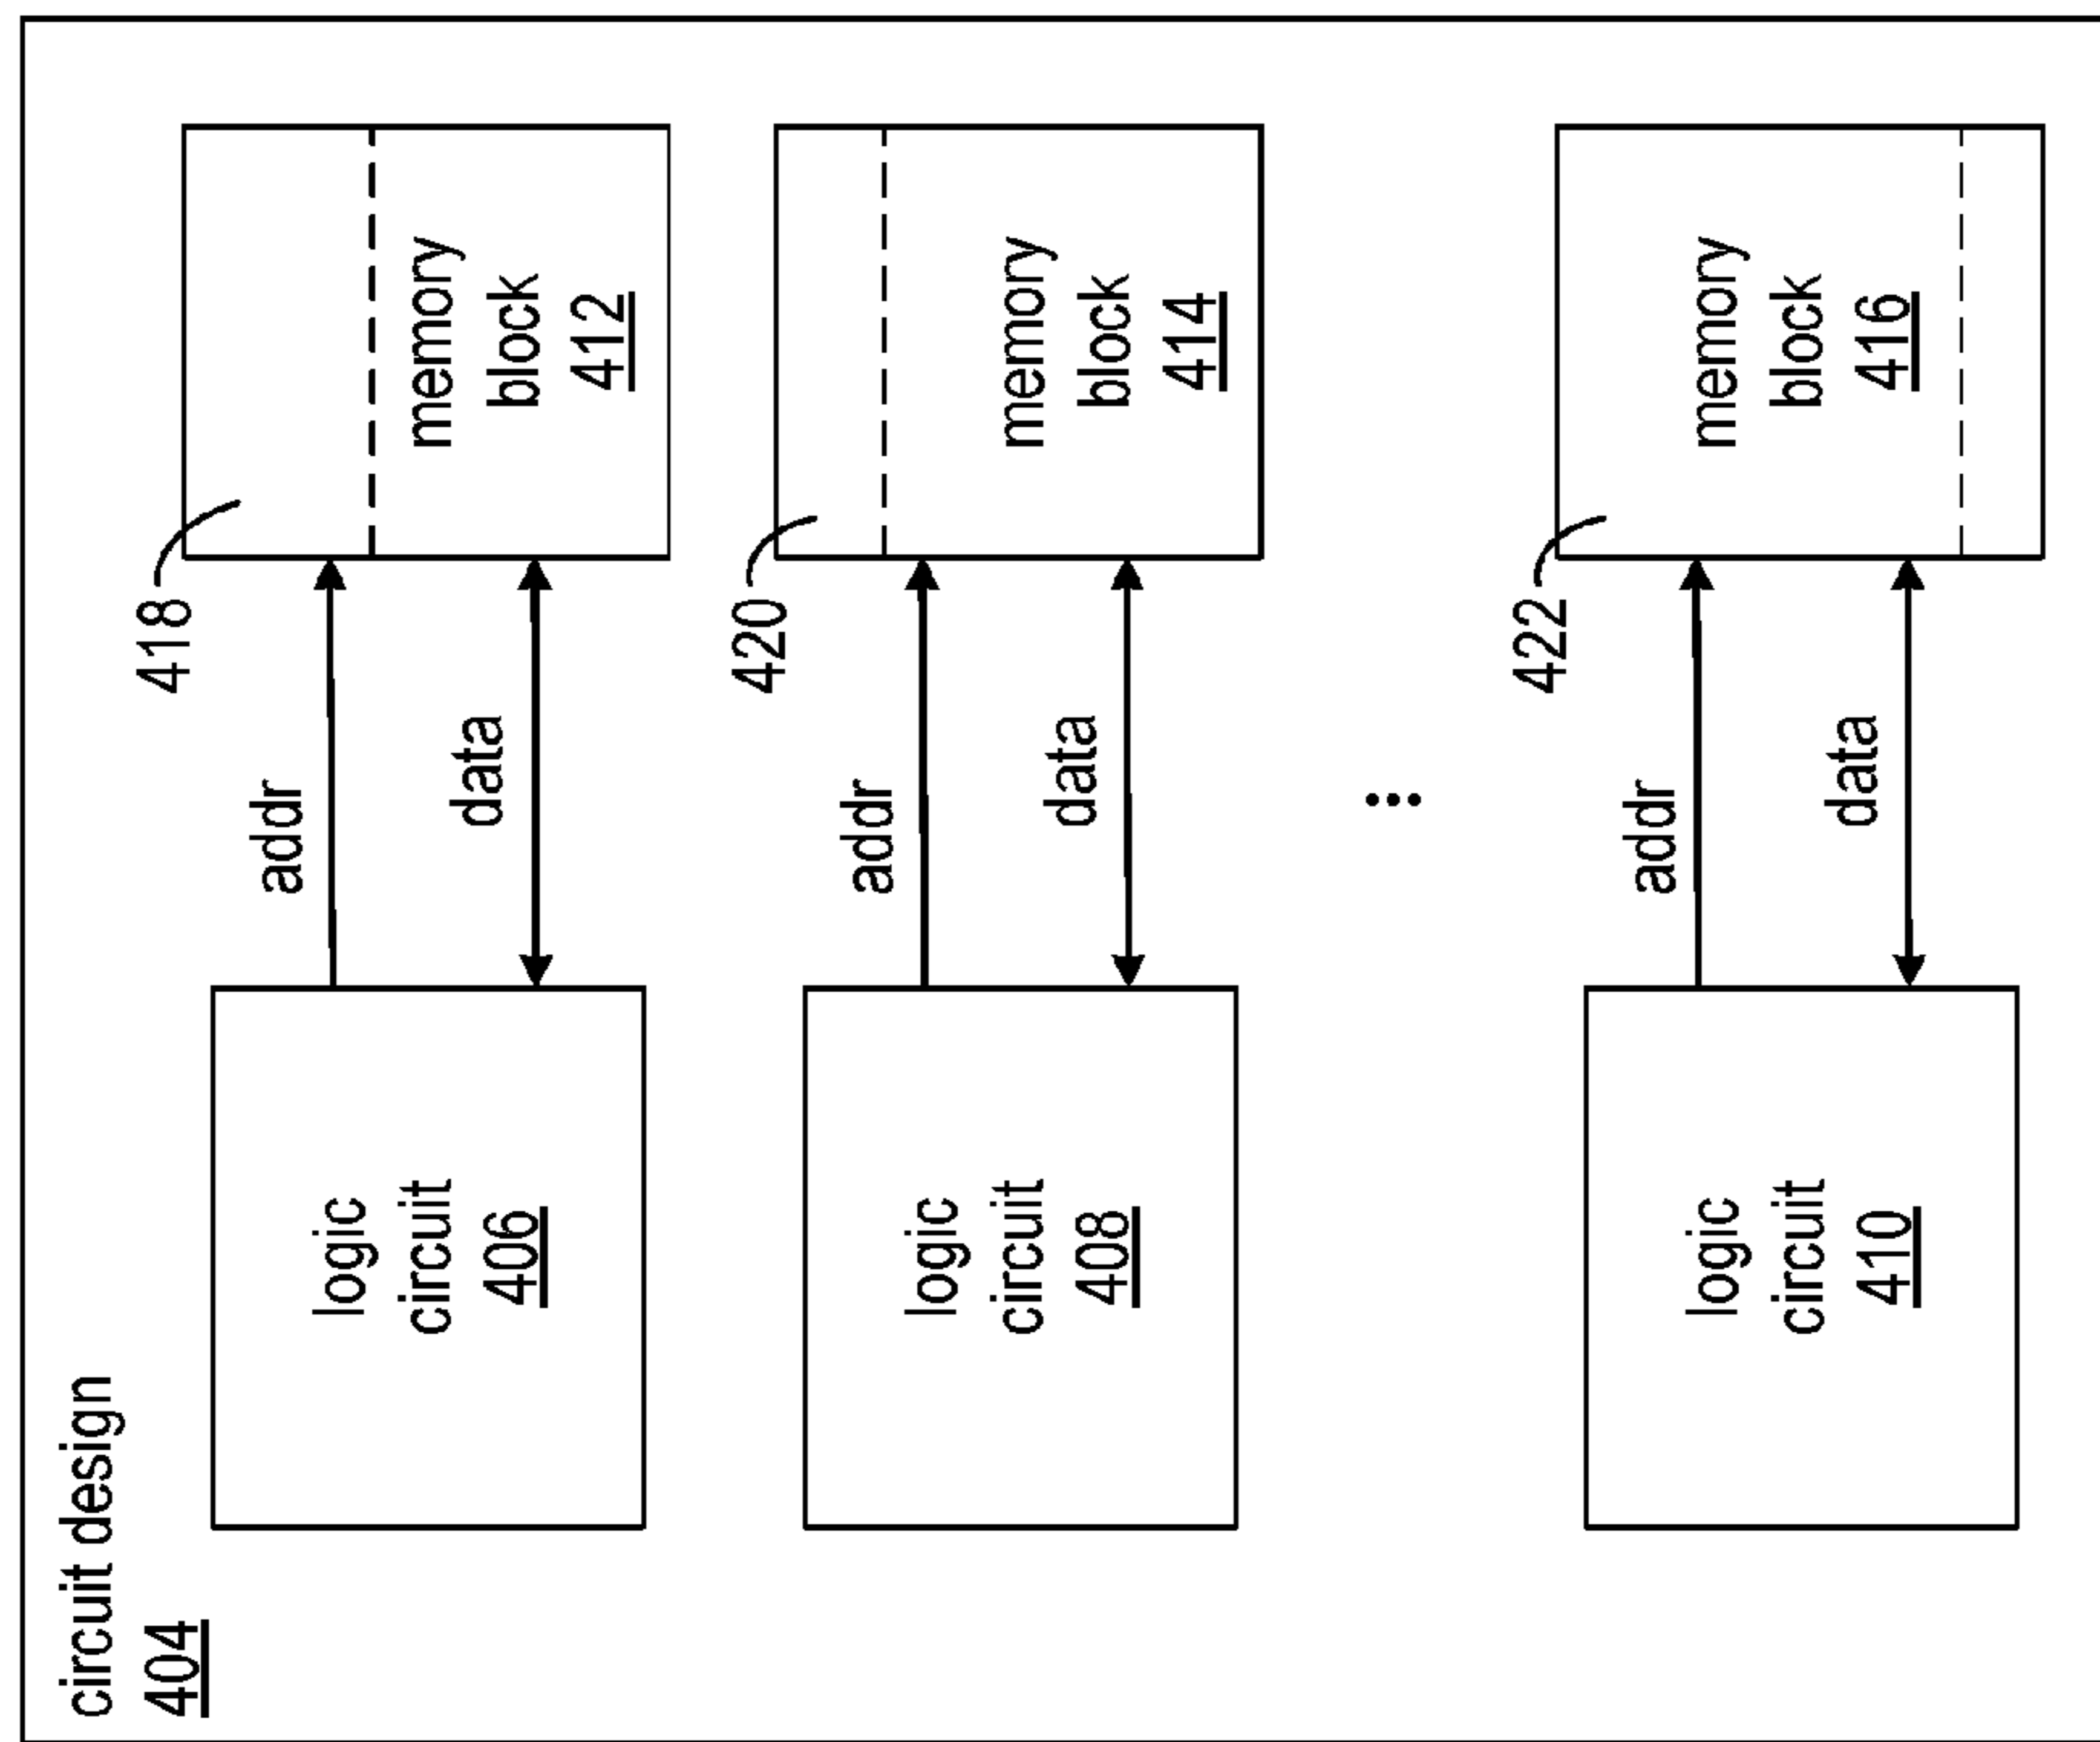 circuit design
404
logic
circuit
406
addr
data
418
memory
block
412
logic
circuit
408
addr
data
420
memory
block
414
logic
circuit
410
addr
data
422
memory
block
416